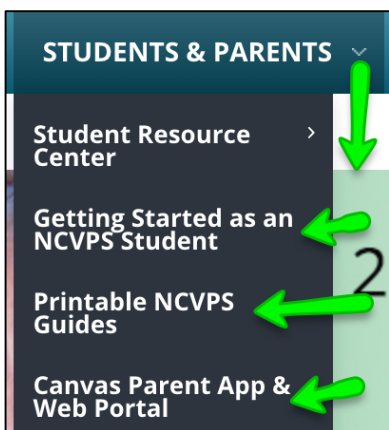 STUDENTS & PARENTS
Student Resource
Center
Getting Started as an
NCVPS Student
2
Printable NCVPS
Guides
Canvas Parent App &
Web Portal